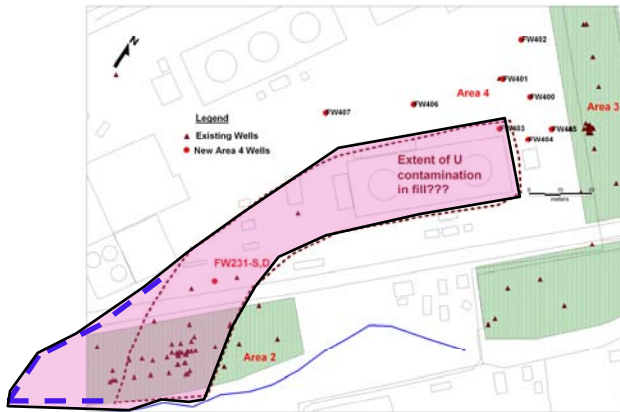 N
FW402
FW401
Area 4
FW400
Area 3
FW406
FW407
Legend
Existing Wells
New Area 4 Wells
FW403
FW404
Extent of U
contamination
in fill???
meters
FW231-S,D
Area 2